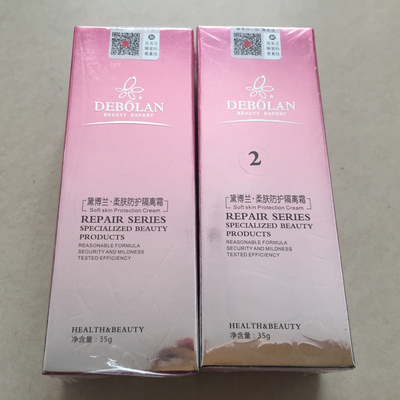 DEBOLAN
BEAUTY EXPERT
黛博兰·柔肤防护隔离霜
Soft skin Protection Cream
REPAIR SERIES
SPECIALIZED BEAUTY
PRODUCTS
REASONABLE FORMULA
SECURITY AND MILDNESS
TESTED EFFICIENCY
HEALTH&BEAUTY
净含量：35g
DEBOLAN
BEAUTY EXPERT
2
黛博兰·柔肤防护隔离霜
Soft skin Protection Cream
REPAIR SERIES
SPECIALIZED BEAUTY
PRODUCTS
REASONABLE FORMULA
SECURITY AND MILDNESS
TESTED EFFICIENCY
HEALTH&BEAUTY
净含量：35g